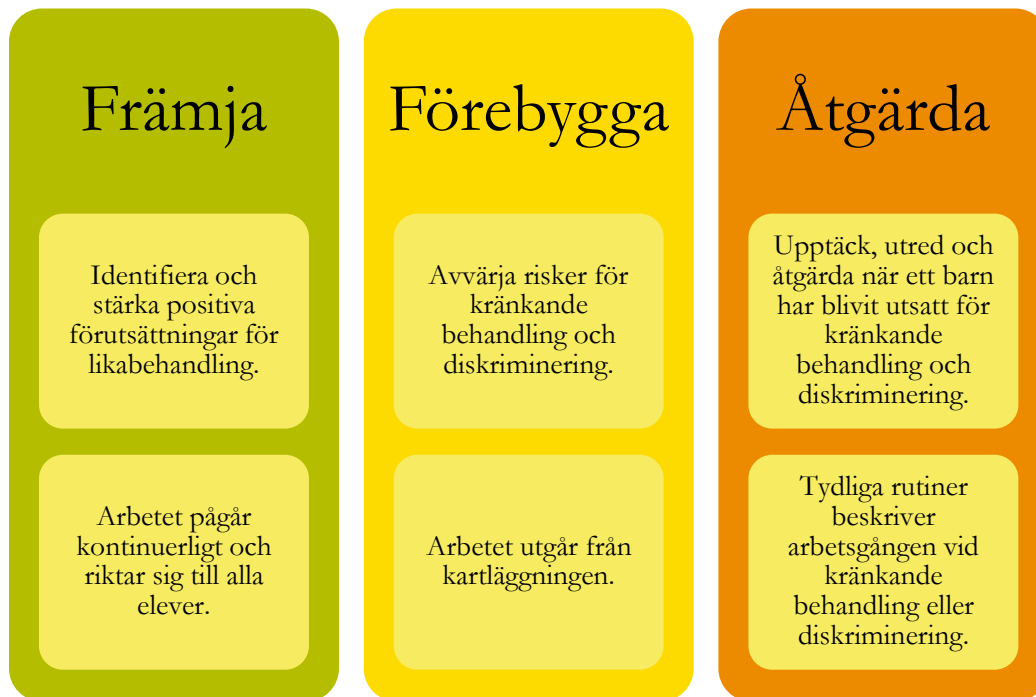 Främja
Identifiera och
stärka positiva
förutsättningar för
likabehandling.
Arbetet pågår
kontinuerligt och
riktar sig till alla
elever.
Förebygga
Avvärja risker för
kränkande
behandling och
diskriminering.
Arbetet utgår från
kartläggningen.
Åtgärda
Upptäck, utred och
åtgärda när ett barn
har blivit utsatt för
kränkande
behandling och
diskriminering.
Tydliga rutiner
beskriver
arbetsgången vid
kränkande
behandling eller
diskriminering.